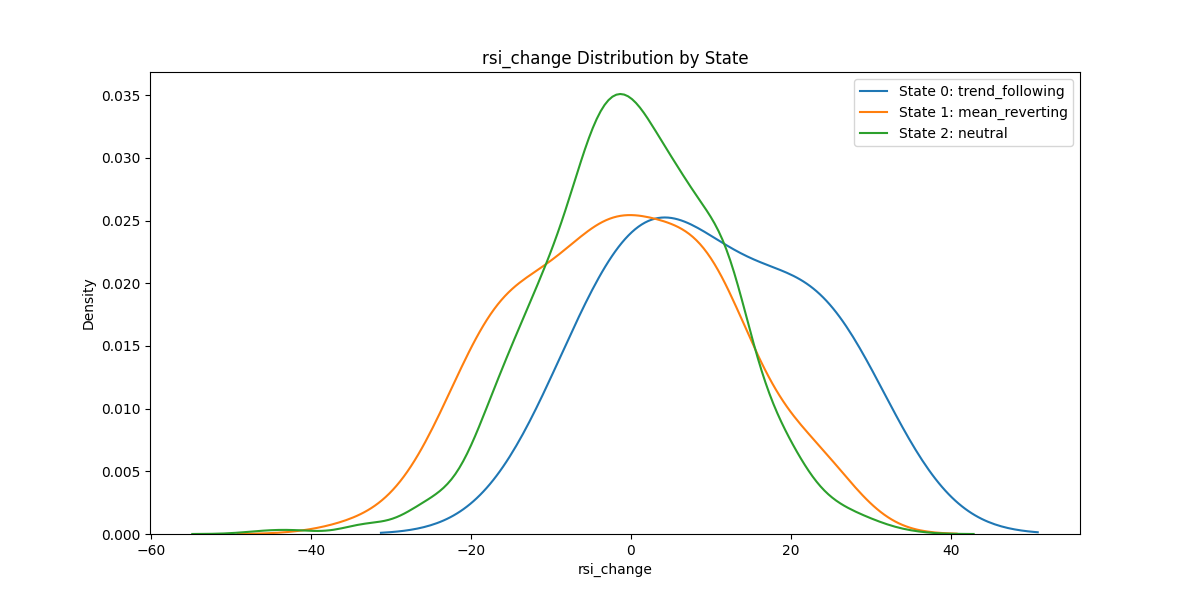 rsi_change Distribution by State
State 0: trend_following
State 1: mean_reverting
State 2: neutral
Density
0.035
0.030
0.025
0.020
0.015
0.010
0.005
0.000
−60 −40 −20 0 20 40
rsi_change